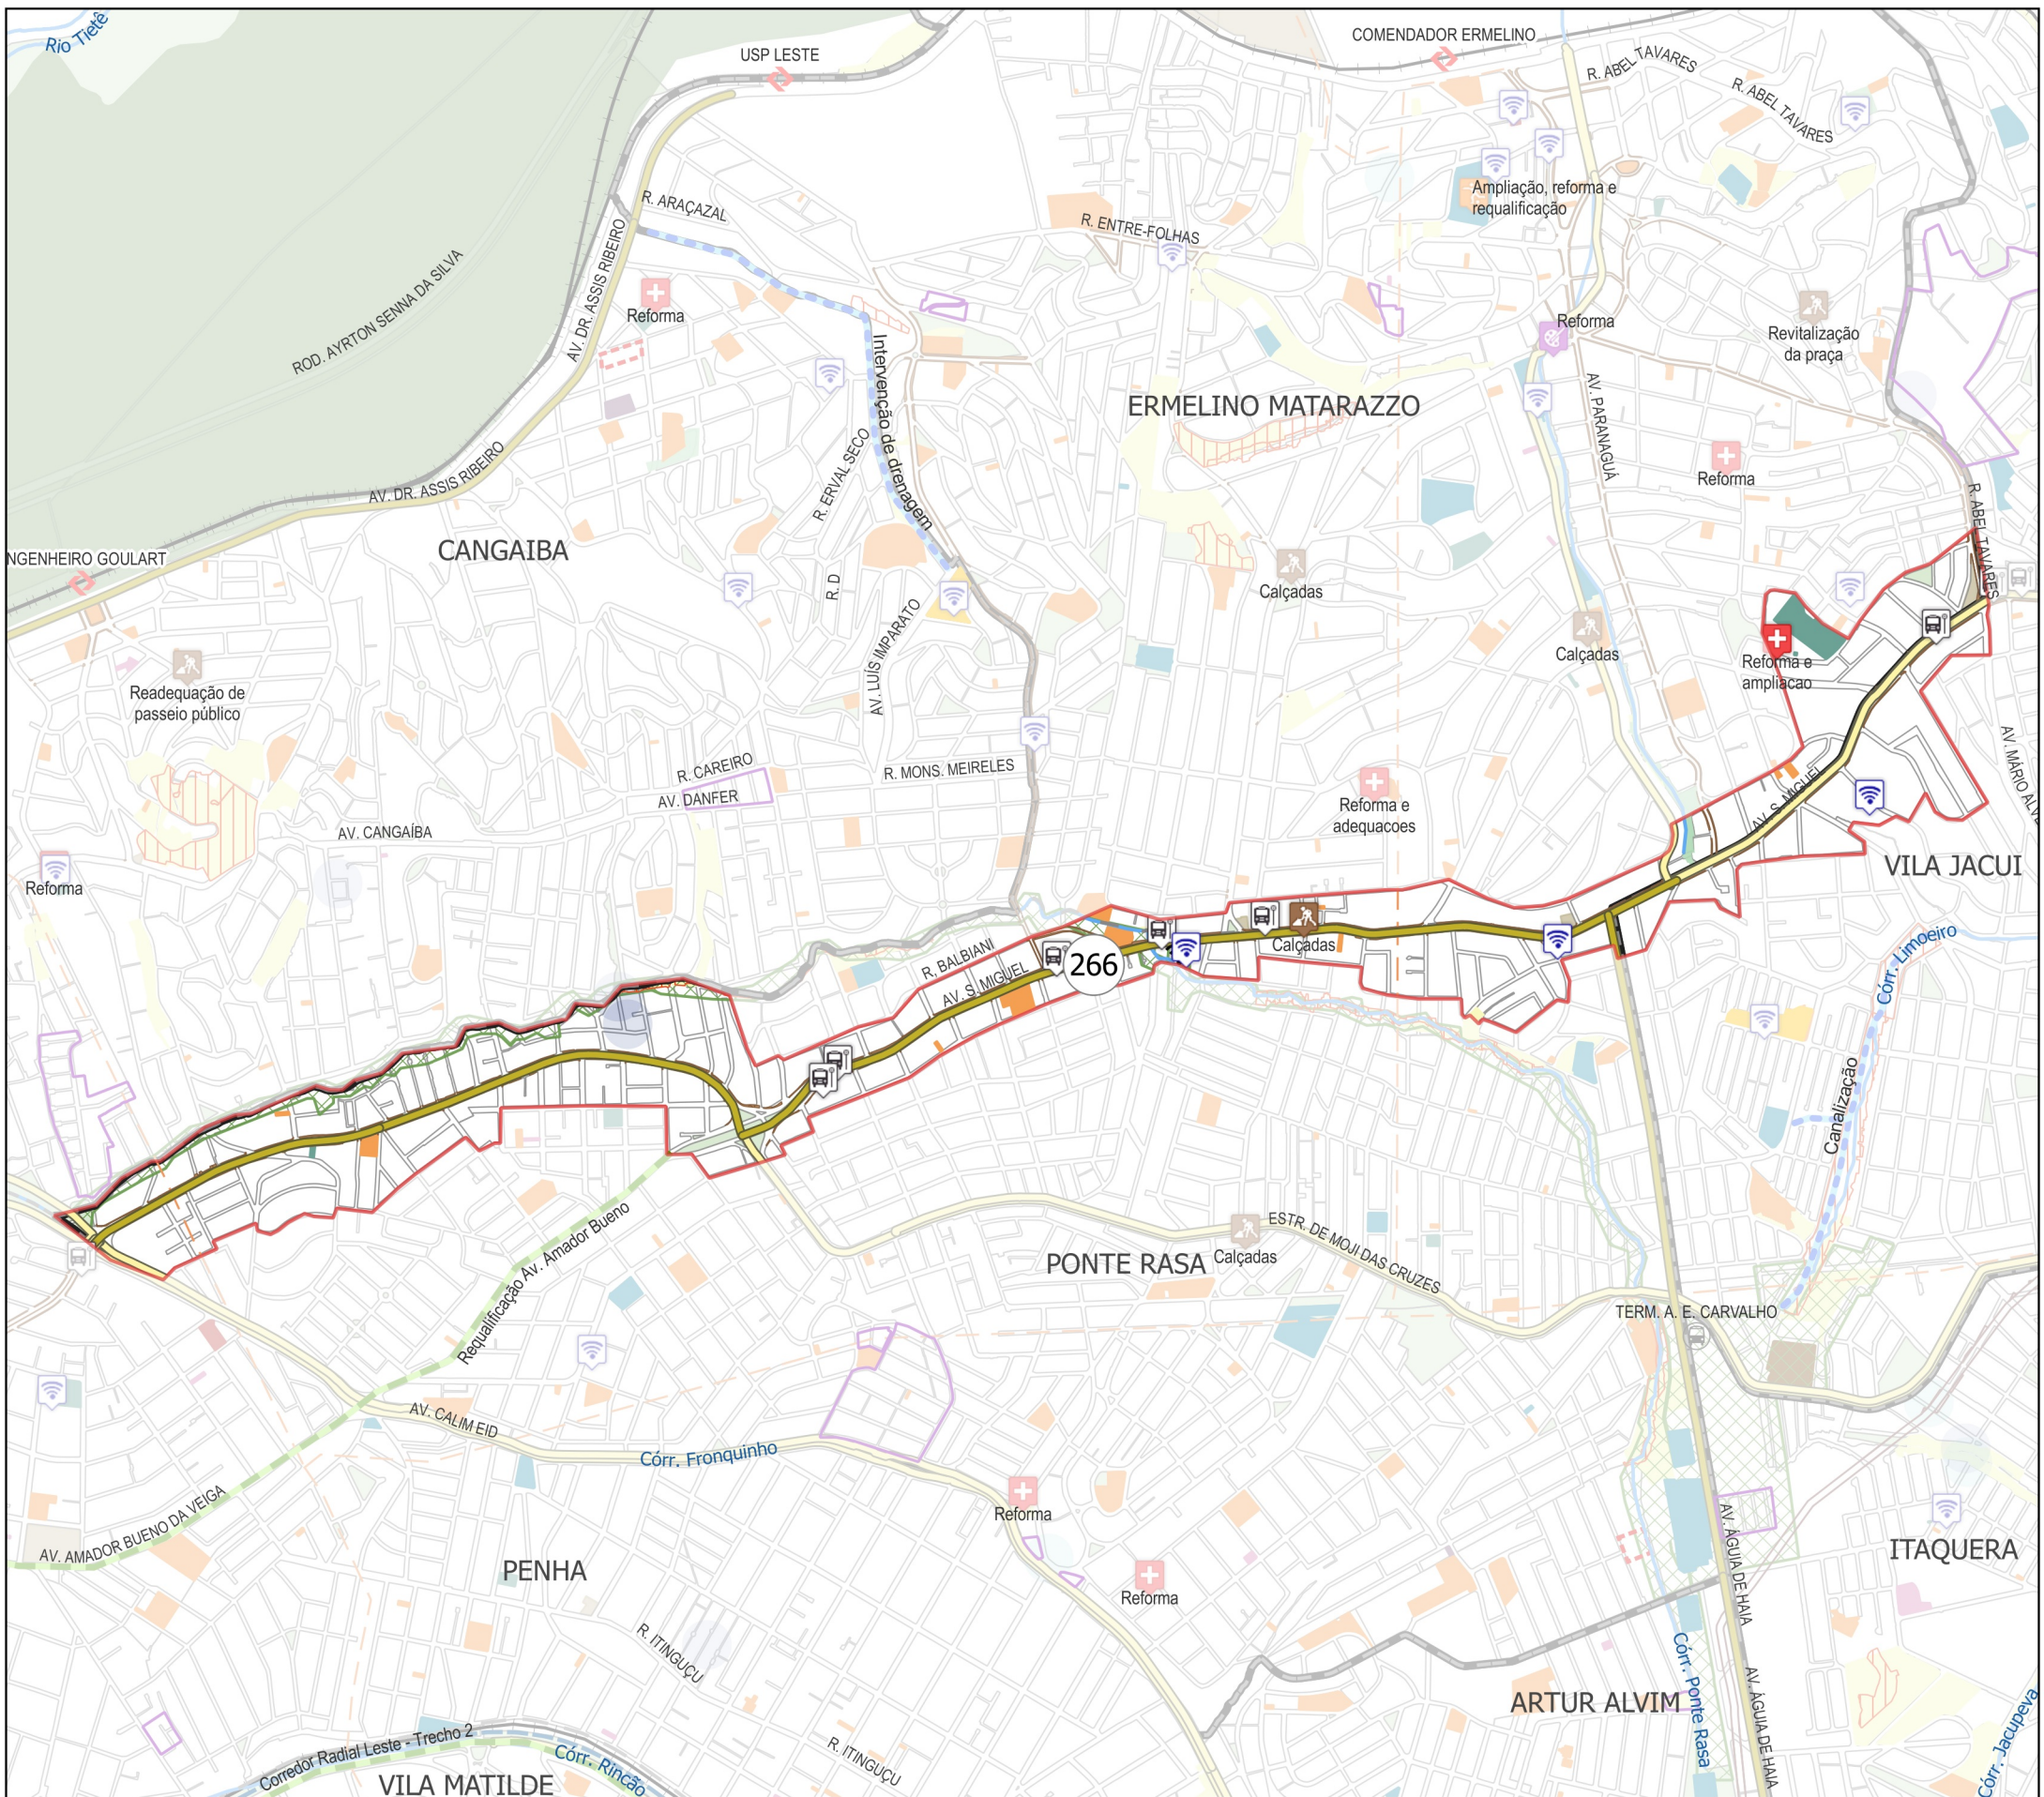 Rio Tietê
USP LESTE
COMENDADOR ERMELINO
R. ABEL TAVARES
R. ABEL TAVARES
Ampliação, reforma e
requalificação
R. ARAÇAZAL
R. ENTRE-FOLHAS
ROD. AYRTON SENNA DA SILVA
AV. DR. ASSIS RIBEIRO
Reforma
Reforma
Revitalização
da praça
Intervenção de drenagem
ERMELINO MATARAZZO
AV. PARANAGUÁ
R. ERVAL SECO
AV. DR. ASSIS RIBEIRO
Reforma
R. ABEL TAVARES
CANGAIBA
NGENHEIRO GOULART
R. D
Calçadas
AV. LUÍS IMPARATO
Calçadas
Reforma e
ampliacao
Readequação de
passeio público
R. CAREIRO
R. MONS. MEIRELES
AV. DANFER
AV. CANGAÍBA
Reforma e
adequacoes
AV. S. MIGUEL
AV. MÁRIO ALVE
VILA JACUI
Reforma
R. BALBIANI
AV. S. MIGUEL
266
Calçadas
Córr. Limoeiro
Canalização
Requalificação Av. Amador Bueno
PONTE RASA
Calçadas
ESTR. DE MOJI DAS CRUZES
TERM. A. E. CARVALHO
AV. CALIM EID
Córr. Fronquinho
AV. AMADOR BUENO DA VEIGA
Reforma
AV. ÁGUIA DE HAIA
ITAQUERA
PENHA
Reforma
R. ITINGUÇU
Córr. Ponte Rasa
AV. ÁGUIA DE HAIA
ARTUR ALVIM
Córr. Jacupeva
Corredor Radial Leste - Trecho 2
Córr. Rincão
R. ITINGUÇU
VILA MATILDE